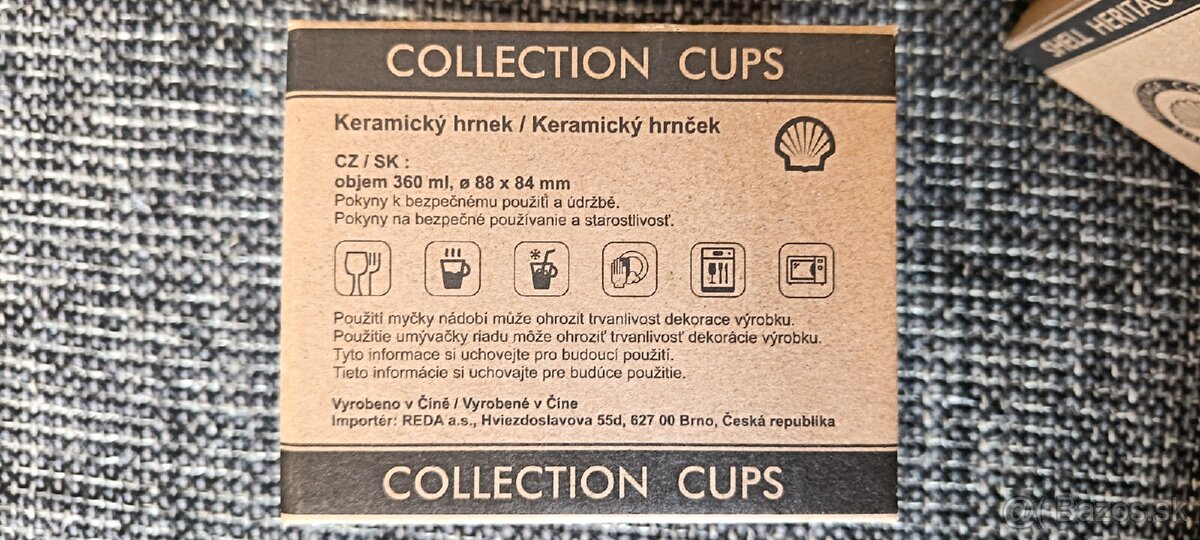 COLLECTION CUPS
SHELL HERITAG
Keramický hrnek / Keramický hrnček
CZ / SK :
objem 360 ml, ø 88 x 84 mm
Pokyny k bezpečnému použití a údržbě.
Pokyny na bezpečné používanie a starostlivosť.
Použití myčky nádobí může ohrozit trvanlivost dekorace výrobku.
Použitie umývačky riadu môže ohroziť trvanlivosť dekorácie výrobku.
Tyto informace si uchovejte pro budoucí použití.
Tieto informácie si uchovajte pre budúce použitie.
Vyrobeno v Číně / Vyrobené v Číne
Importér: REDA a.s., Hviezdoslavova 55d, 627 00 Brno, Česká republika
COLLECTION CUPS
Bazos.sk